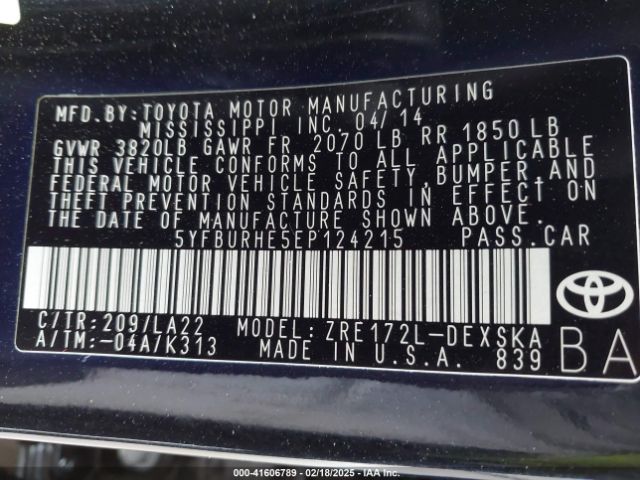 MFD. BY: TOYOTA MOTOR MANUFACTURING
MISSISSIPPI INC. 04/14
GVWR 3820LB GAWR FR 2070 LB RR 1850 LB
THIS VEHICLE CONFORMS TO ALL APPLICABLE
FEDERAL MOTOR VEHICLE SAFETY, BUMPER, AND
THEFT PREVENTION STANDARDS IN EFFECT ON
THE DATE OF MANUFACTURE SHOWN ABOVE.
5YFBURHE5EP124215 PASS. CAR
C/TR: 209/LA22 MODEL: ZRE172L-DEXSKA
A/TM: -04A/K313 MADE IN U.S.A. 839
BA
000-41606789 - 02/18/2025 - IAA Inc.